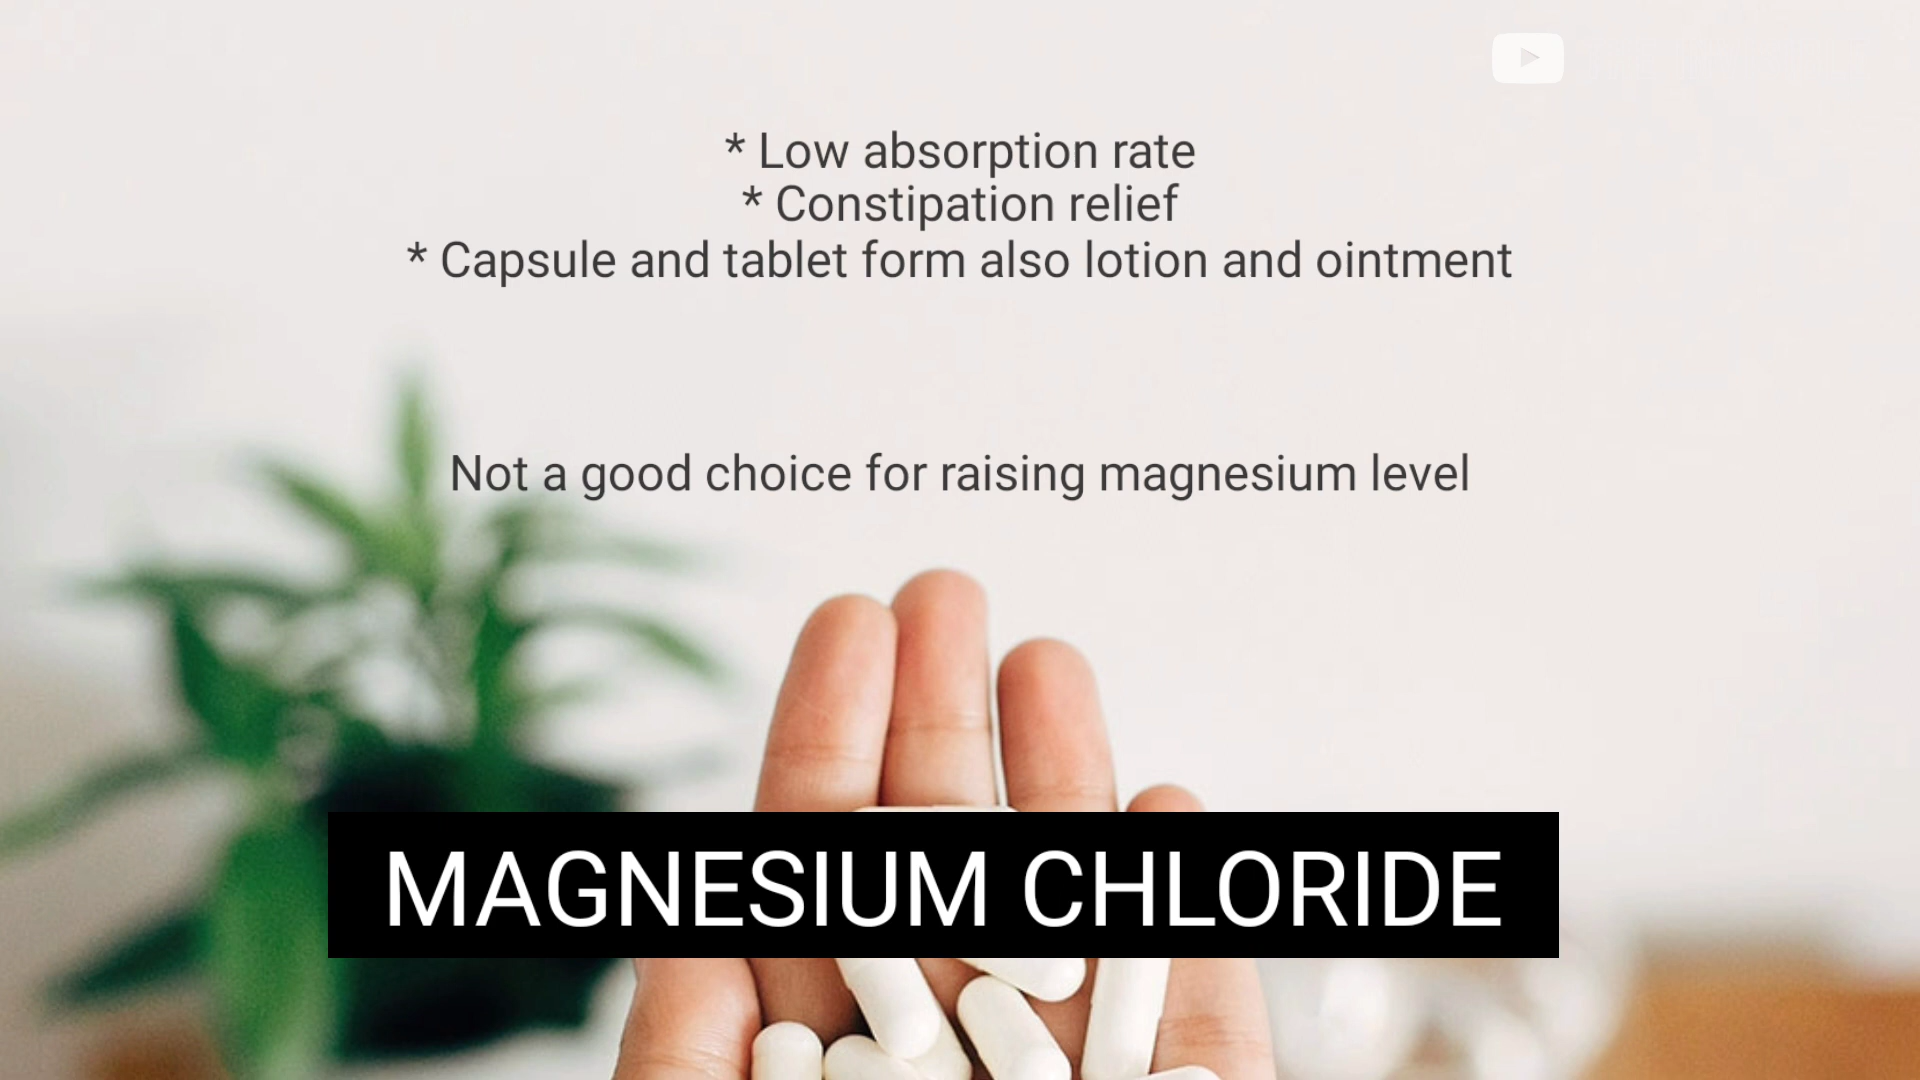 * Low absorption rate
* Constipation relief
* Capsule and tablet form also lotion and ointment
Not a good choice for raising magnesium level
MAGNESIUM CHLORIDE